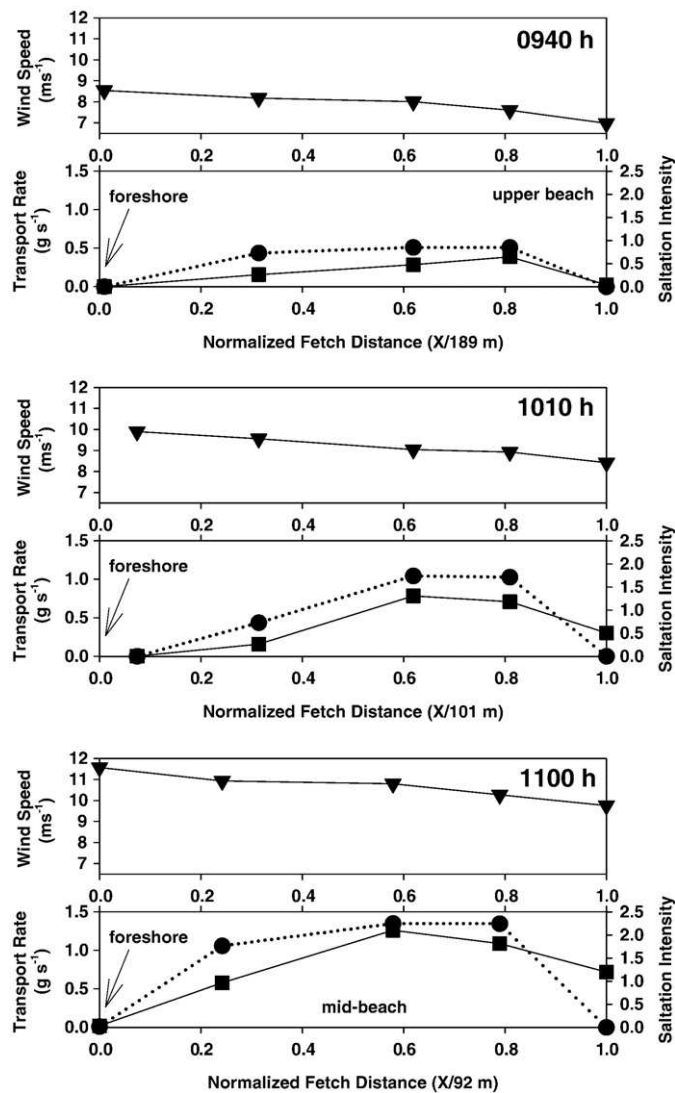 0940 h
Wind Speed
(ms⁻¹)
12
11
10
9
8
7
0.0 0.2 0.4 0.6 0.8 1.0
Transport Rate
(g s⁻¹)
1.5
1.0
0.5
0.0
foreshore
upper beach
2.5
2.0
1.5
1.0
0.5
0.0
Saltation Intensity
0.0 0.2 0.4 0.6 0.8 1.0
Normalized Fetch Distance (X/189 m)
1010 h
Wind Speed
(ms⁻¹)
12
11
10
9
8
7
0.0 0.2 0.4 0.6 0.8 1.0
Transport Rate
(g s⁻¹)
1.5
1.0
0.5
0.0
foreshore
2.5
2.0
1.5
1.0
0.5
0.0
Saltation Intensity
0.0 0.2 0.4 0.6 0.8 1.0
Normalized Fetch Distance (X/101 m)
1100 h
Wind Speed
(ms⁻¹)
12
11
10
9
8
7
0.0 0.2 0.4 0.6 0.8 1.0
Transport Rate
(g s⁻¹)
1.5
1.0
0.5
0.0
foreshore
mid-beach
2.5
2.0
1.5
1.0
0.5
0.0
Saltation Intensity
0.0 0.2 0.4 0.6 0.8 1.0
Normalized Fetch Distance (X/92 m)